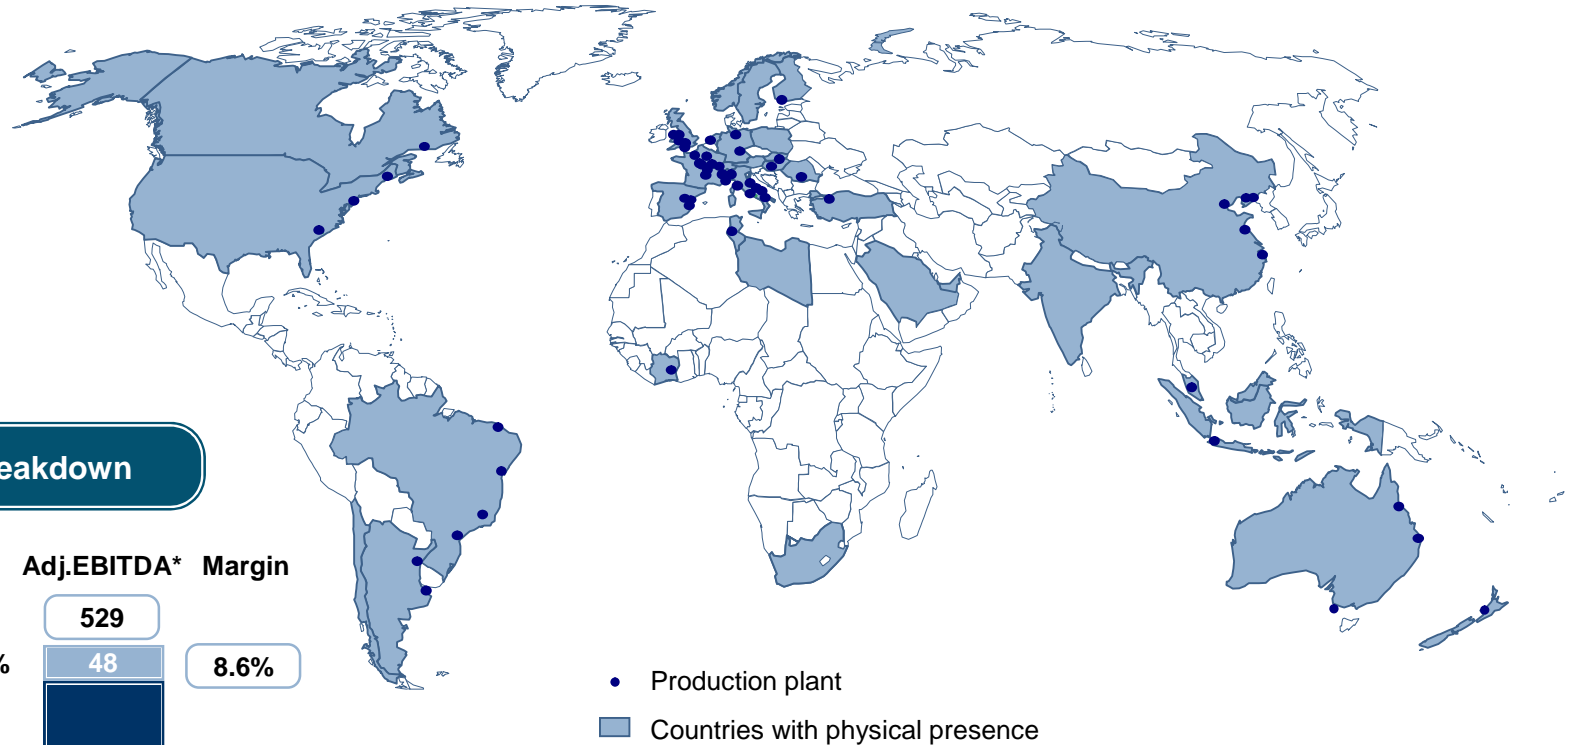 eakdown
Adj.EBITDA* Margin
529
% 48 8.6%
Production plant
Countries with physical presence